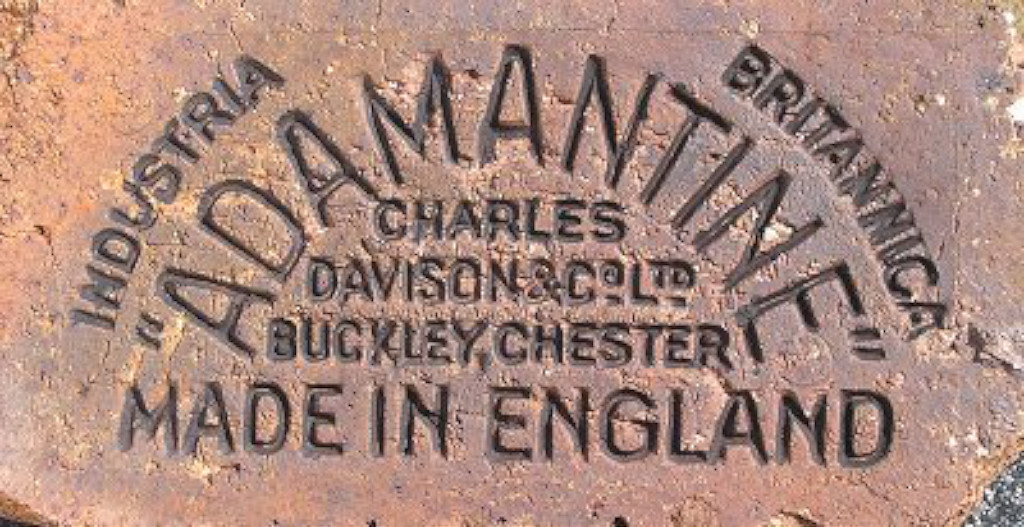 INDUSTRIA BRITANNICA
"ADAMANTINE"
CHARLES
DAVISON & Cº LTD
BUCKLEY, CHESTER
MADE IN ENGLAND